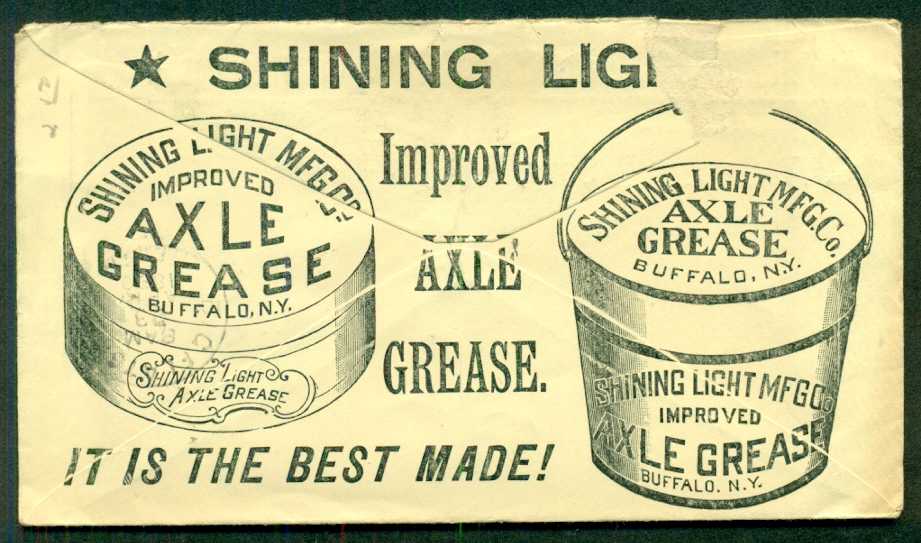 ★ SHINING LIG
SHINING LIGHT MFG.CO.
IMPROVED
AXLE
GREASE
BUFFALO, N.Y.
SHINING LIGHT
AXLE GREASE
Improved
AXLE
GREASE.
SHINING LIGHT MFG.Co.
AXLE
GREASE
BUFFALO, N.Y.
SHINING LIGHT MFG Co
IMPROVED
AXLE GREASE
BUFFALO. N.Y.
IT IS THE BEST MADE!